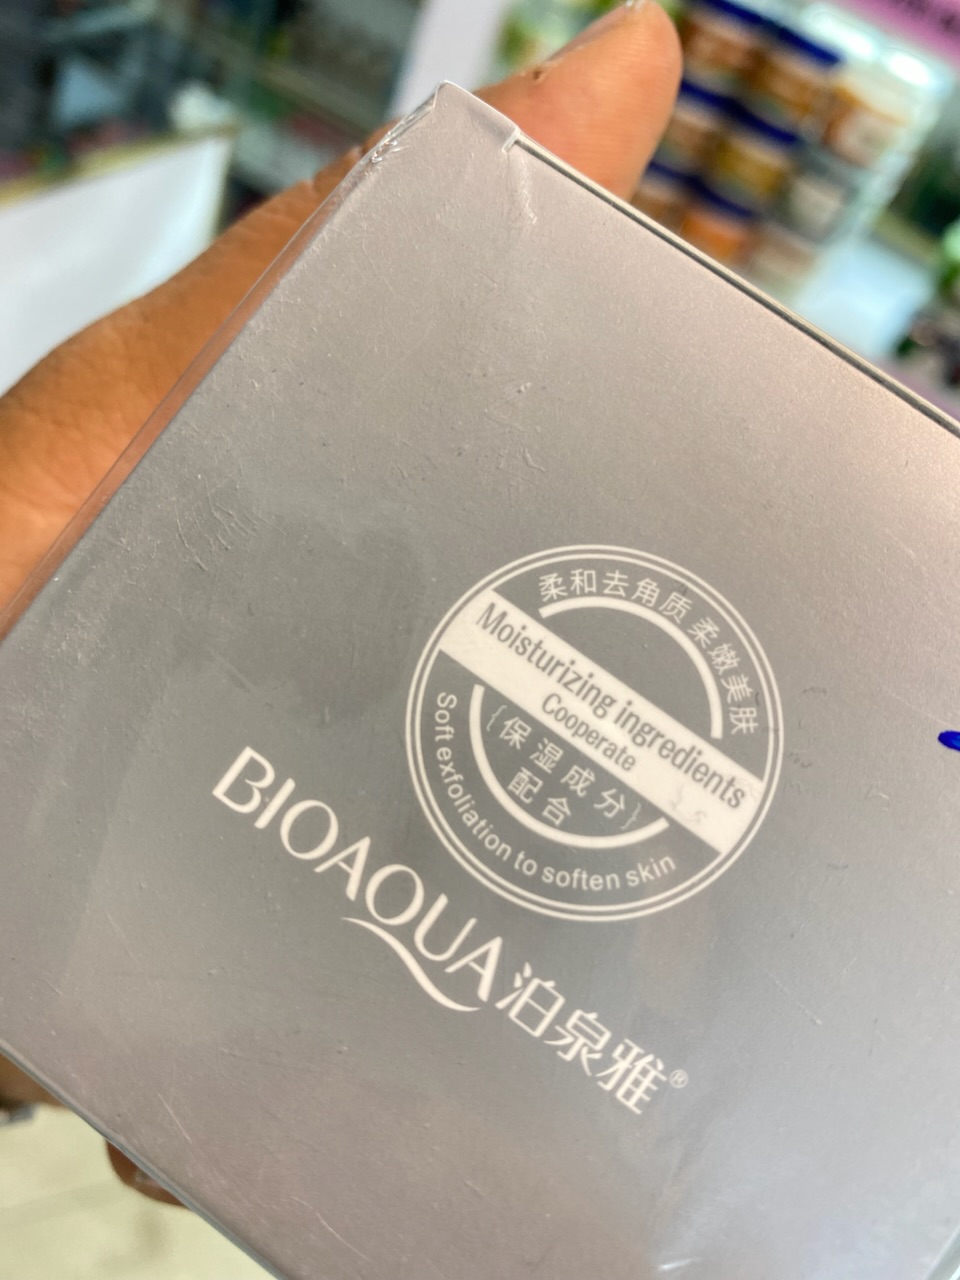 柔和去角质 柔嫩美肤
Moisturizing ingredients
Cooperate
{保湿成分}
配合
Soft exfoliation to soften skin
BIOAQUA泊泉雅®